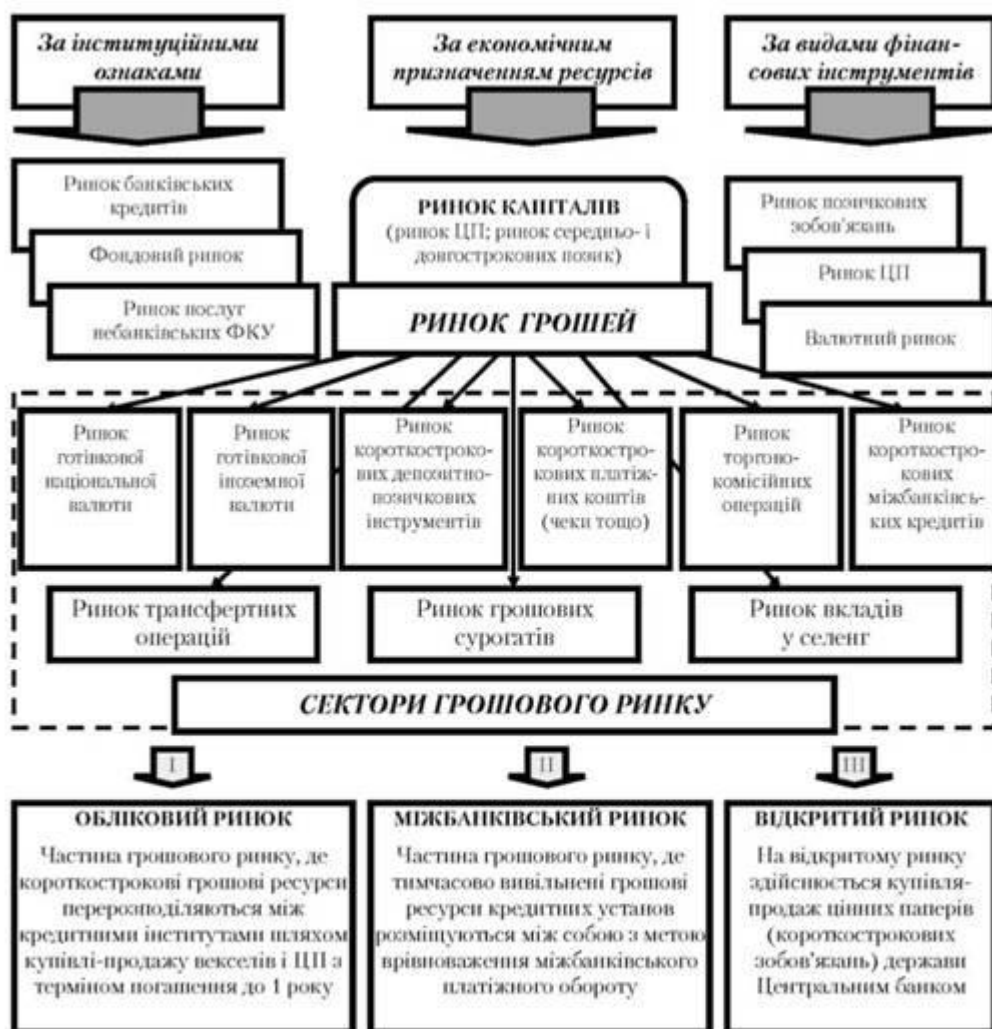 За інституційними
ознаками
За економічним
призначенням ресурсів
За видами фінан-
сових інструментів
Ринок банківських
кредитів
Фондовий ринок
Ринок послуг
небанківських ФКУ
РИНОК КАПІТАЛІВ
(ринок ЦП; ринок середньо- і
довгострокових позик)
РИНОК ГРОШЕЙ
Ринок позичкових
зобов'язань
Ринок ЦП
Валютний ринок
Ринок
готівкової
національної
валюти
Ринок
готівкової
іноземної
валюти
Ринок
короткостроко-
вих депозитно-
позичкових
інструментів
Ринок
короткостро-
кових платіж-
них коштів
(чеки тощо)
Ринок
торгово-
комісійних
операцій
Ринок
короткостро-
кових
міжбанківсь-
ких кредитів
Ринок трансфертних
операцій
Ринок грошових
сурогатів
Ринок вкладів
у селенг
СЕКТОРИ ГРОШОВОГО РИНКУ
I
II
III
ОБЛІКОВИЙ РИНОК
Частина грошового ринку, де
короткострокові грошові ресурси
перерозподіляються між
кредитними інститутами шляхом
купівлі-продажу векселів і ЦП з
терміном погашення до 1 року
МІЖБАНКІВСЬКИЙ РИНОК
Частина грошового ринку, де
тимчасово вивільнені грошові
ресурси кредитних установ
розміщуються між собою з метою
врівноваження міжбанківського
платіжного обороту
ВІДКРИТИЙ РИНОК
На відкритому ринку
здійснюється купівля-
продаж цінних паперів
(короткострокових
зобов'язань) держави
Центральним банком